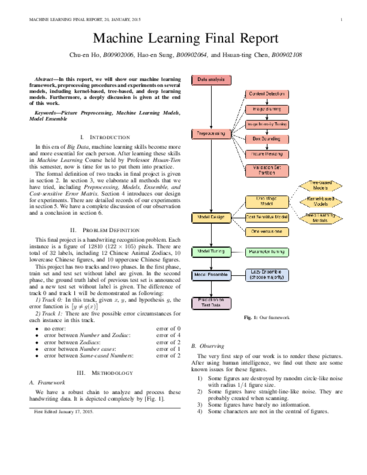 MACHINE LEARNING FINAL REPORT, 20, JANUARY, 2015
1
Machine Learning Final Report
Chu-en Ho, B00902006, Hao-en Sung, B00902064, and Hsuan-ting Chen, B00902108
Abstract—In this report, we will show our machine learning
framework, preprocessing procedures and experiments on several
models, including kernel-based, tree-based, and deep learning
models. Furthermore, a deeply discussion is given at the end
of this work.
Keywords—Picture Preprocessing, Machine Learning Models,
Model Ensemble
I. INTRODUCTION
In this era of Big Data, machine learning skills become more
and more essential for each person. After learning these skills
in Machine Learning Course held by Professor Hsuan-Tien
this semester, now is time for us to put them into practice.
The formal definition of two tracks in final project is given
in section 2. In section 3, we elaborate all methods that we
have tried, including Preprocessing, Models, Ensemble, and
Cost-sensitive Error Matrix. Section 4 introduces our design
for experiments. There are detailed records of our experiments
in section 5. We have a complete discussion of our observation
and a conclusion in section 6.
II. PROBLEM DEFINITION
This final project is a handwriting recognition problem. Each
instance is a figure of 12810 (122 × 105) pixels. There are
total of 32 labels, including 12 Chinese Animal Zodiacs, 10
lowercase Chinese figures, and 10 uppercase Chinese figures.
This project has two tracks and two phases. In the first phase,
train set and test set without label are given. In the second
phase, the ground truth label of previous test set is announced
and a new test set without label is given. The difference of
track 0 and track 1 will be demonstrated as following:
1) Track 0: In this track, given x, y, and hypothesis g, the
error function is [y ≠ g(x)]
2) Track 1: There are five possible error circumstances for
each instance in this track.
• no error: error of 0
• error between Number and Zodiac: error of 4
• error between Zodiacs: error of 2
• error between Number cases: error of 1
• error between Same-cased Numbers: error of 2
III. METHODOLOGY
A. Framework
We have a robust chain to analyze and process these
handwriting data. It is depicted completely by [Fig. 1].
First Edited January 17, 2015.
Data analysis
Content Detection
Image Trimming
Preprocessing
Box Bounding
Validation Set
Partition
Tree-based
Models
One stage
Model
Kernel-based
Models
Model Design
Cost Sensitive Model
Deep Learning
Models
One versus one
Model Tuning
Parameter tuning
Model Ensemble
Lazy Ensemble
(choose majority)
Prediction to
Test Data
Fig. 1: Our framework
B. Observing
The very first step of our work is to render these pictures.
After using human intelligence, we find out there are some
known issues for these figures.
1) Some figures are destroyed by random circle-like noise
with radius 1/4 figure size.
2) Some figures have straight-line-like noise. They are
probably created when scanning.
3) Some figures have barely no information.
4) Some characters are not in the central of figures.